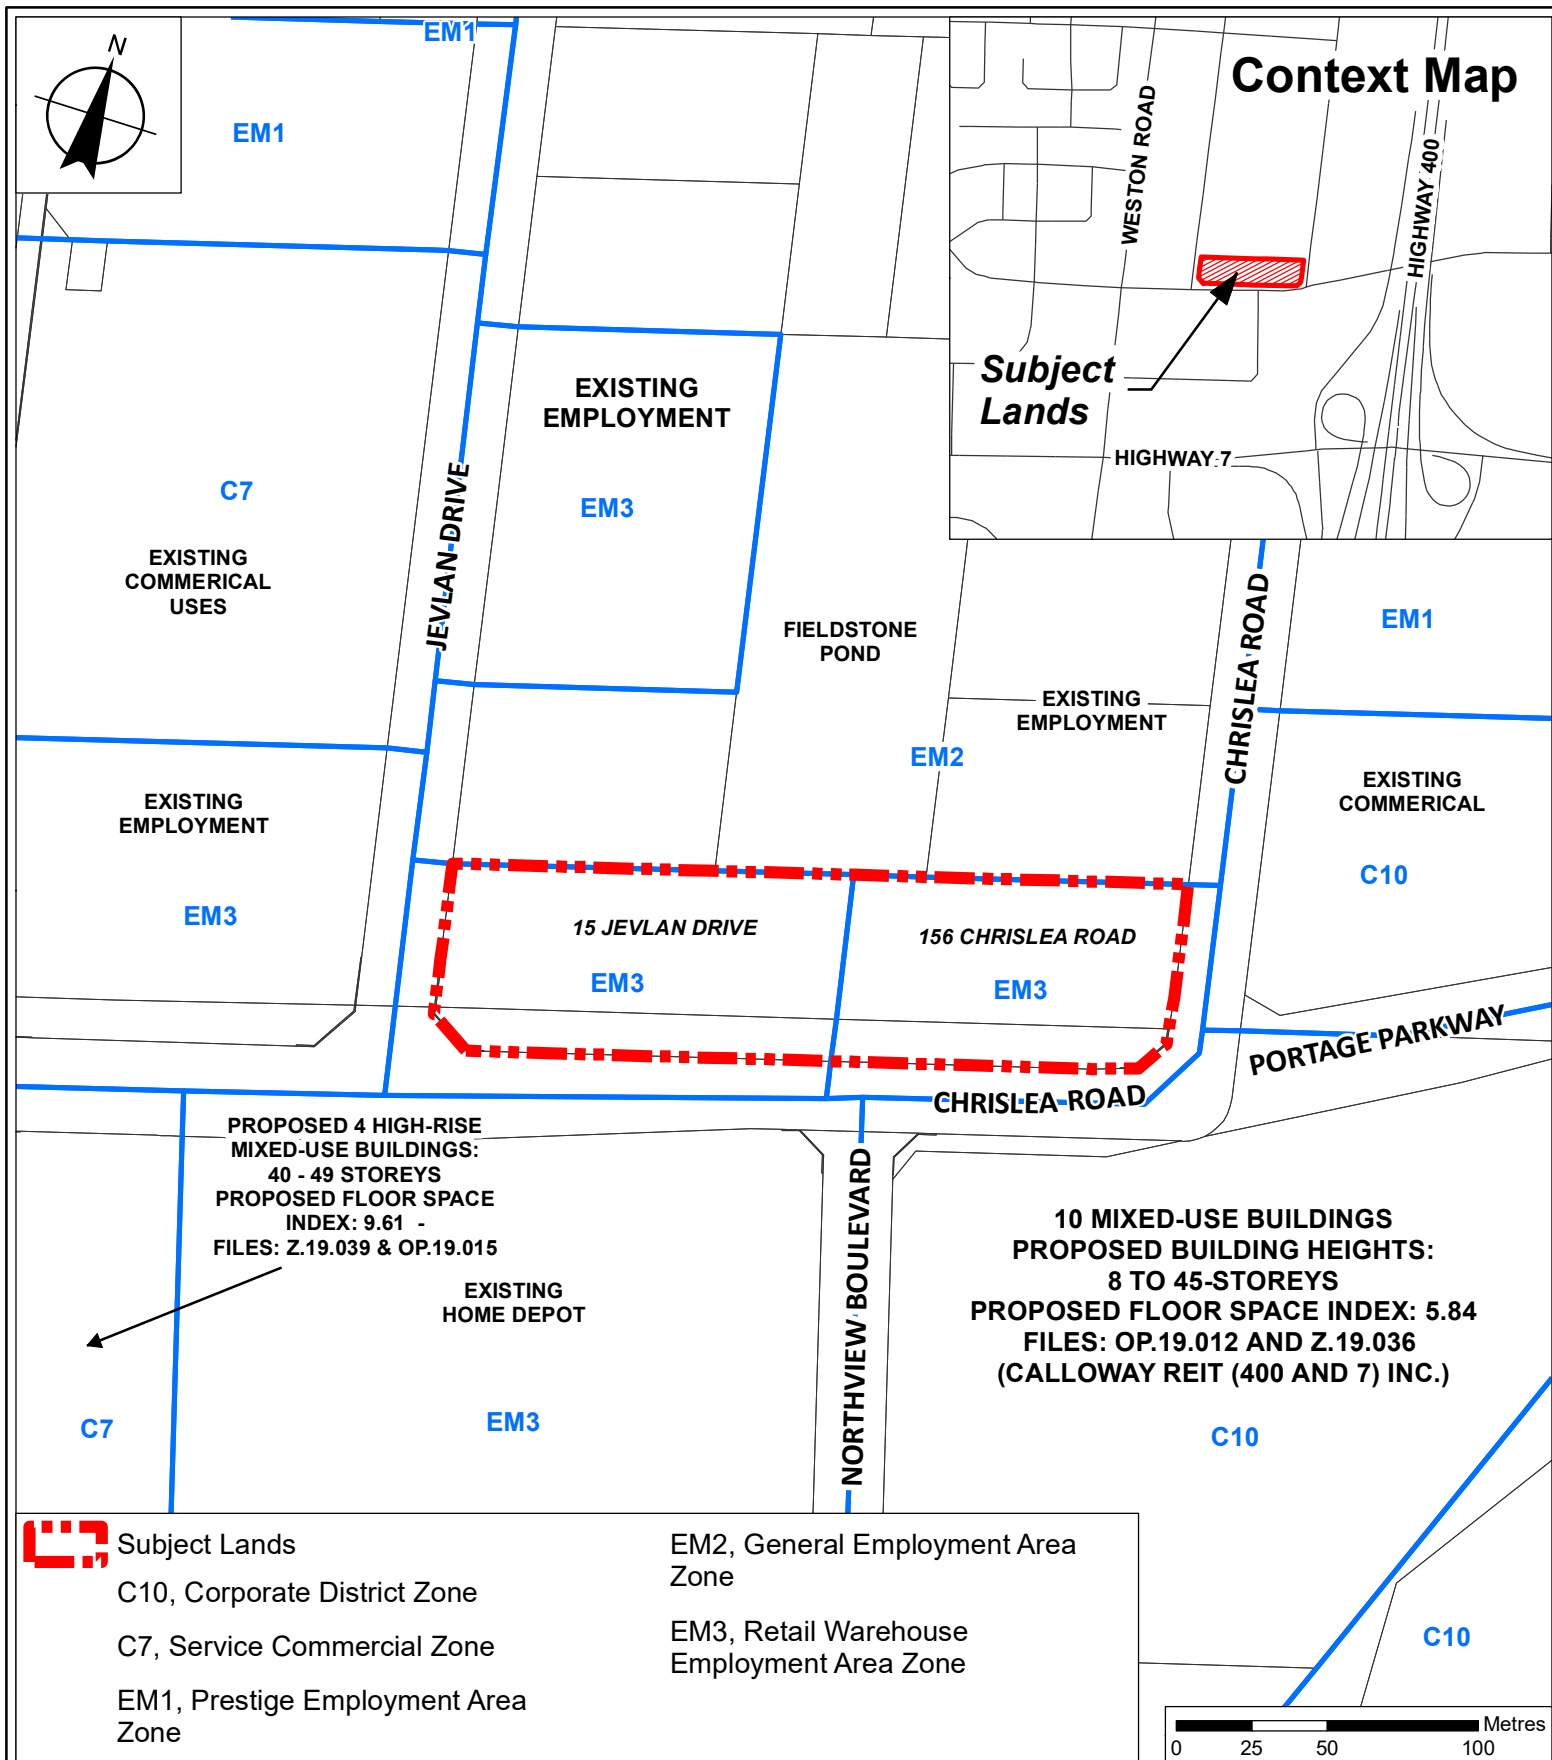 N
EM1
EM1
Context Map
WESTON ROAD
HIGHWAY 400
Subject
Lands
HIGHWAY 7
EXISTING
EMPLOYMENT
EM3
C7
EXISTING
COMMERICAL
USES
JEVLAN DRIVE
FIELDSTONE
POND
EM2
EXISTING
EMPLOYMENT
CHRISLEA ROAD
EM1
EXISTING
COMMERICAL
C10
EXISTING
EMPLOYMENT
EM3
15 JEVLAN DRIVE
EM3
156 CHRISLEA ROAD
EM3
PORTAGE PARKWAY
CHRISLEA ROAD
PROPOSED 4 HIGH-RISE
MIXED-USE BUILDINGS:
40 - 49 STOREYS
PROPOSED FLOOR SPACE
INDEX: 9.61 -
FILES: Z.19.039 & OP.19.015
EXISTING
HOME DEPOT
C7
EM3
NORTHVIEW BOULEVARD
10 MIXED-USE BUILDINGS
PROPOSED BUILDING HEIGHTS:
8 TO 45-STOREYS
PROPOSED FLOOR SPACE INDEX: 5.84
FILES: OP.19.012 AND Z.19.036
(CALLOWAY REIT (400 AND 7) INC.)
C10
C10
Subject Lands
C10, Corporate District Zone
C7, Service Commercial Zone
EM1, Prestige Employment Area
Zone
EM2, General Employment Area
Zone
EM3, Retail Warehouse
Employment Area Zone
Metres
0 25 50 100